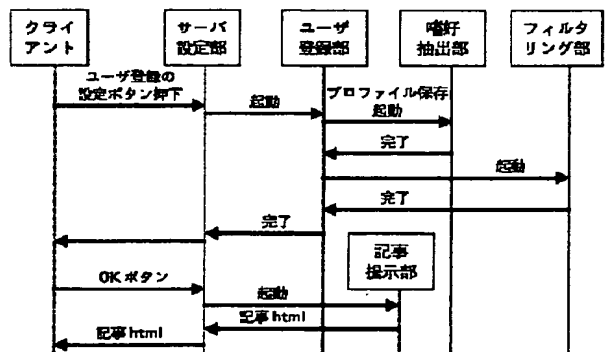 クライ
アント
サーバ
設定部
ユーザ
登録部
嗜好
抽出部
フィルタ
リング部
ユーザ登録の
設定ボタン押下
起動
プロファイル保存
起動
完了
起動
完了
完了
記事
提示部
OKボタン
起動
記事html
記事html